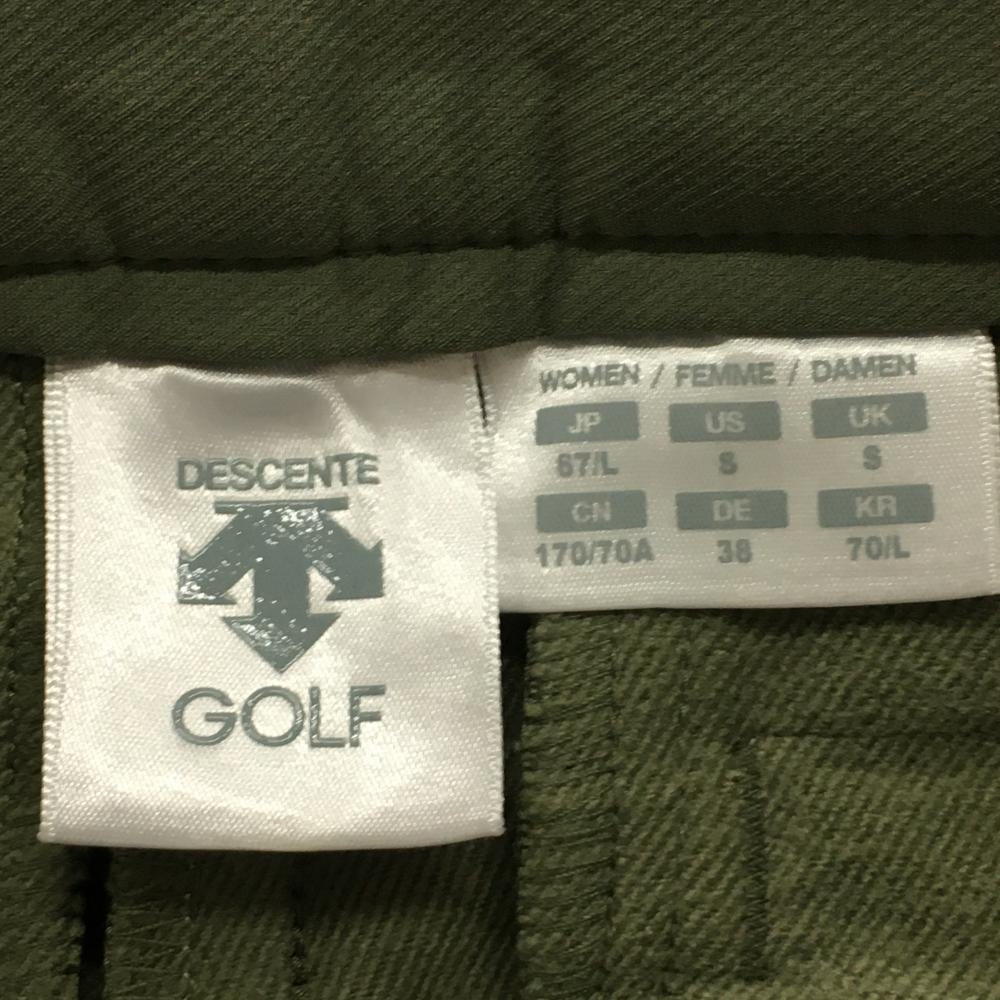 DESCENTE
GOLF
WOMEN / FEMME / DAMEN
JP US UK
67/L S S
CN DE KR
170/70A 38 70/L